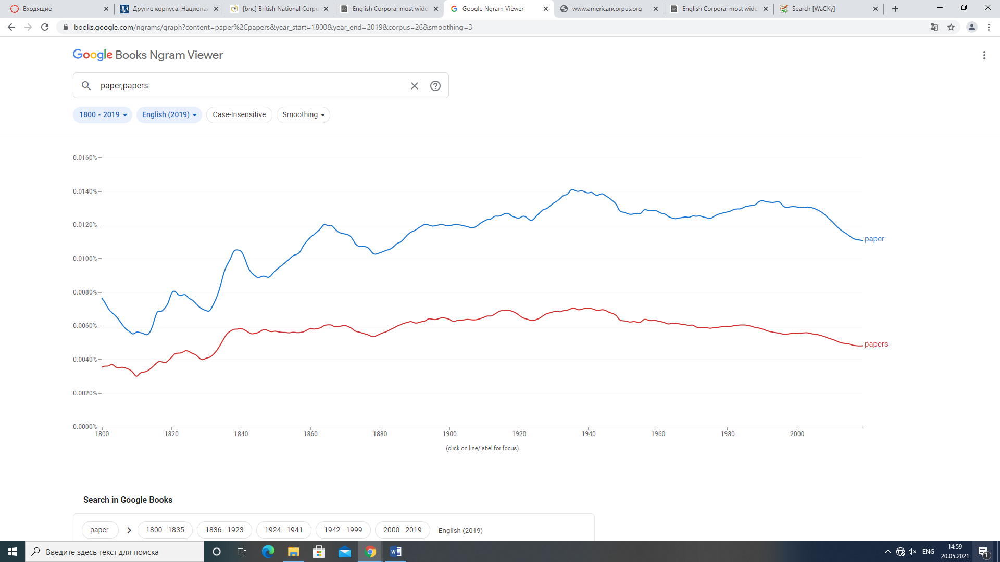 Входящие
Другие корпуса. Национал
[bnc] British National Corpu
English Corpora: most wide
Google Ngram Viewer
www.americancorpus.org
English Corpora: most wide
Search [WaCKy]
books.google.com/ngrams/graph?content=paper%2Cpapers&year_start=1800&year_end=2019&corpus=26&smoothing=3
Google Books Ngram Viewer
paper,papers
1800 - 2019
English (2019)
Case-Insensitive
Smoothing
0.0160%
0.0140%
0.0120%
0.0100%
0.0080%
0.0060%
0.0040%
0.0020%
0.0000%
paper
papers
1800 1820 1840 1860 1880 1900 1920 1940 1960 1980 2000
(click on line/label for focus)
Search in Google Books
paper 1800 - 1835 1836 - 1923 1924 - 1941 1942 - 1999 2000 - 2019 English (2019)
Введите здесь текст для поиска
ENG
14:59
20.05.2021
1